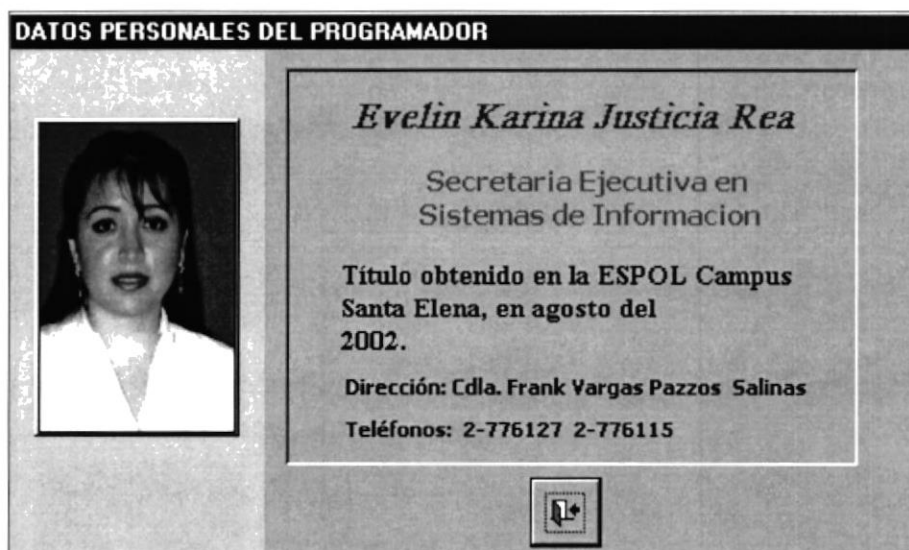 DATOS PERSONALES DEL PROGRAMADOR
Evelin Karina Justicia Rea
Secretaria Ejecutiva en
Sistemas de Informacion
Título obtenido en la ESPOL Campus
Santa Elena, en agosto del
2002.
Dirección: Cdla. Frank Vargas Pazzos Salinas
Teléfonos: 2-776127 2-776115